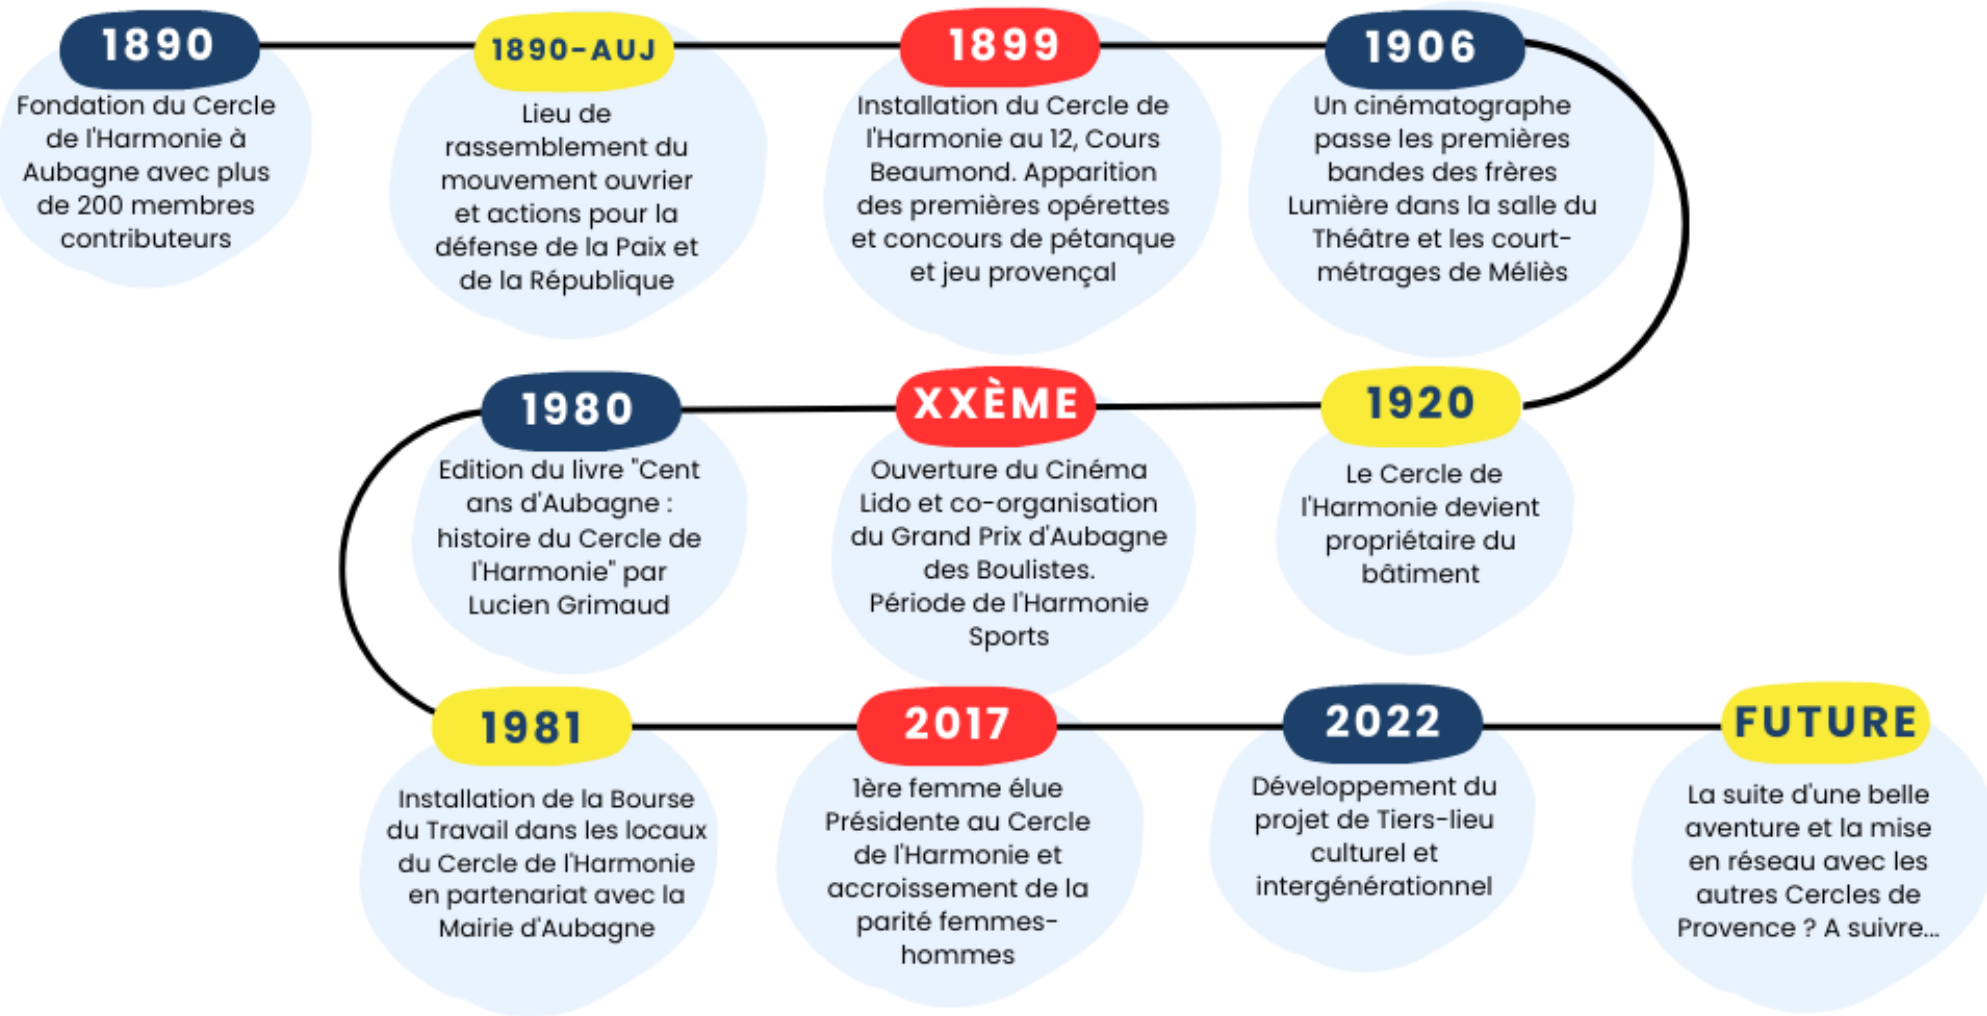 1890
Fondation du Cercle
de l'Harmonie à
Aubagne avec plus
de 200 membres
contributeurs
1890-AUJ
Lieu de
rassemblement du
mouvement ouvrier
et actions pour la
défense de la Paix et
de la République
1899
Installation du Cercle de
l'Harmonie au 12, Cours
Beaumond. Apparition
des premières opérettes
et concours de pétanque
et jeu provençal
1906
Un cinématographe
passe les premières
bandes des frères
Lumière dans la salle du
Théâtre et les court-
métrages de Méliès
1920
Le Cercle de
l'Harmonie devient
propriétaire du
bâtiment
XXÈME
Ouverture du Cinéma
Lido et co-organisation
du Grand Prix d'Aubagne
des Boulistes.
Période de l'Harmonie
Sports
1980
Edition du livre "Cent
ans d'Aubagne :
histoire du Cercle de
l'Harmonie" par
Lucien Grimaud
1981
Installation de la Bourse
du Travail dans les locaux
du Cercle de l'Harmonie
en partenariat avec la
Mairie d'Aubagne
2017
1ère femme élue
Présidente au Cercle
de l'Harmonie et
accroissement de la
parité femmes-
hommes
2022
Développement du
projet de Tiers-lieu
culturel et
intergénérationnel
FUTURE
La suite d'une belle
aventure et la mise
en réseau avec les
autres Cercles de
Provence ? A suivre...